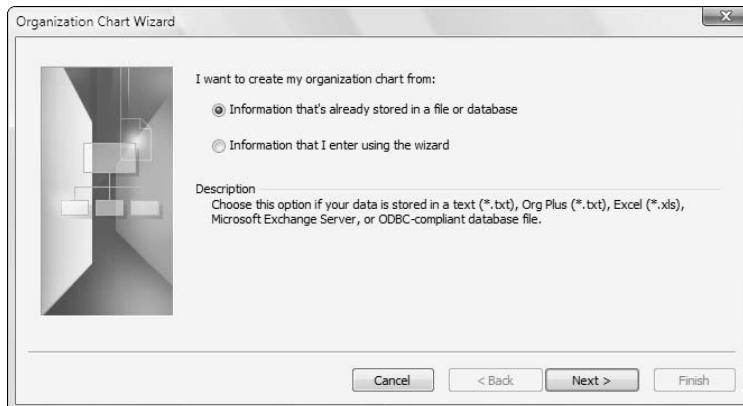 Organization Chart Wizard
I want to create my organization chart from:
Information that's already stored in a file or database
Information that I enter using the wizard
Description
Choose this option if your data is stored in a text (*.txt), Org Plus (*.txt), Excel (*.xls),
Microsoft Exchange Server, or ODBC-compliant database file.
Cancel
< Back
Next >
Finish